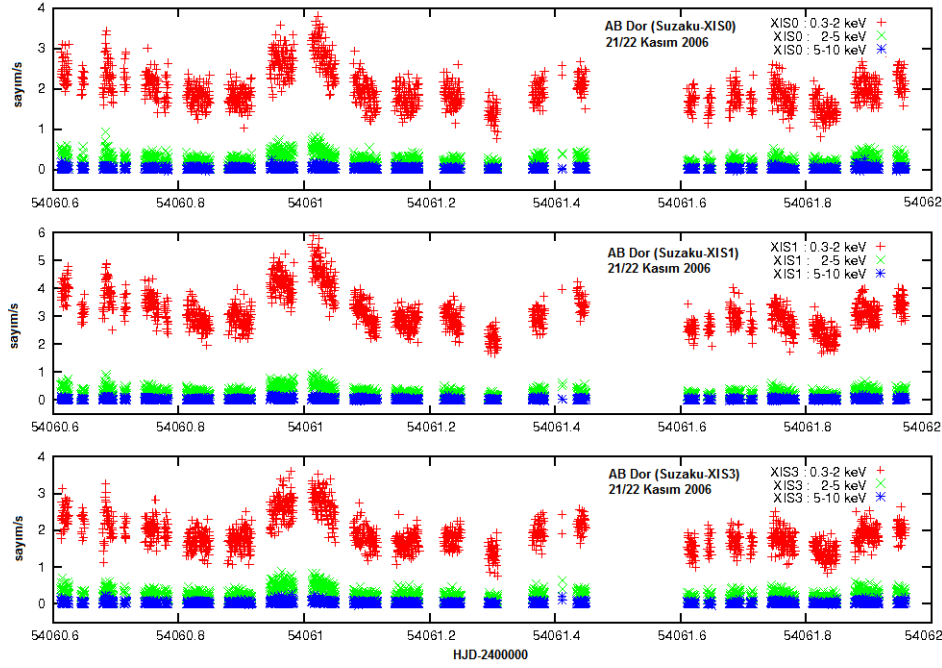 4
3
2
1
0
sayım/s
AB Dor (Suzaku-XIS0)
21/22 Kasım 2006
XIS0 : 0.3-2 keV
XIS0 : 2-5 keV
XIS0 : 5-10 keV
54060.6 54060.8 54061 54061.2 54061.4 54061.6 54061.8 54062
6
5
4
3
2
1
0
sayım/s
AB Dor (Suzaku-XIS1)
21/22 Kasım 2006
XIS1 : 0.3-2 keV
XIS1 : 2-5 keV
XIS1 : 5-10 keV
54060.6 54060.8 54061 54061.2 54061.4 54061.6 54061.8 54062
4
3
2
1
0
sayım/s
AB Dor (Suzaku-XIS3)
21/22 Kasım 2006
XIS3 : 0.3-2 keV
XIS3 : 2-5 keV
XIS3 : 5-10 keV
54060.6 54060.8 54061 54061.2 54061.4 54061.6 54061.8 54062
HJD-2400000